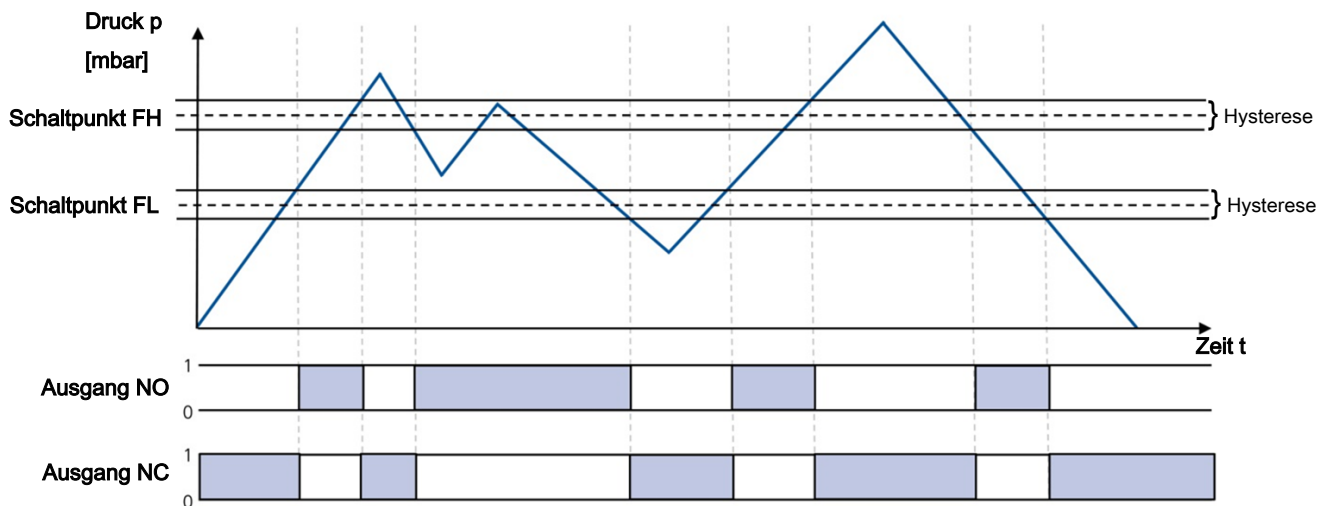 Druck p
[mbar]
Schaltpunkt FH
Hysterese
Schaltpunkt FL
Hysterese
Zeit t
Ausgang NO
1
0
Ausgang NC
1
0